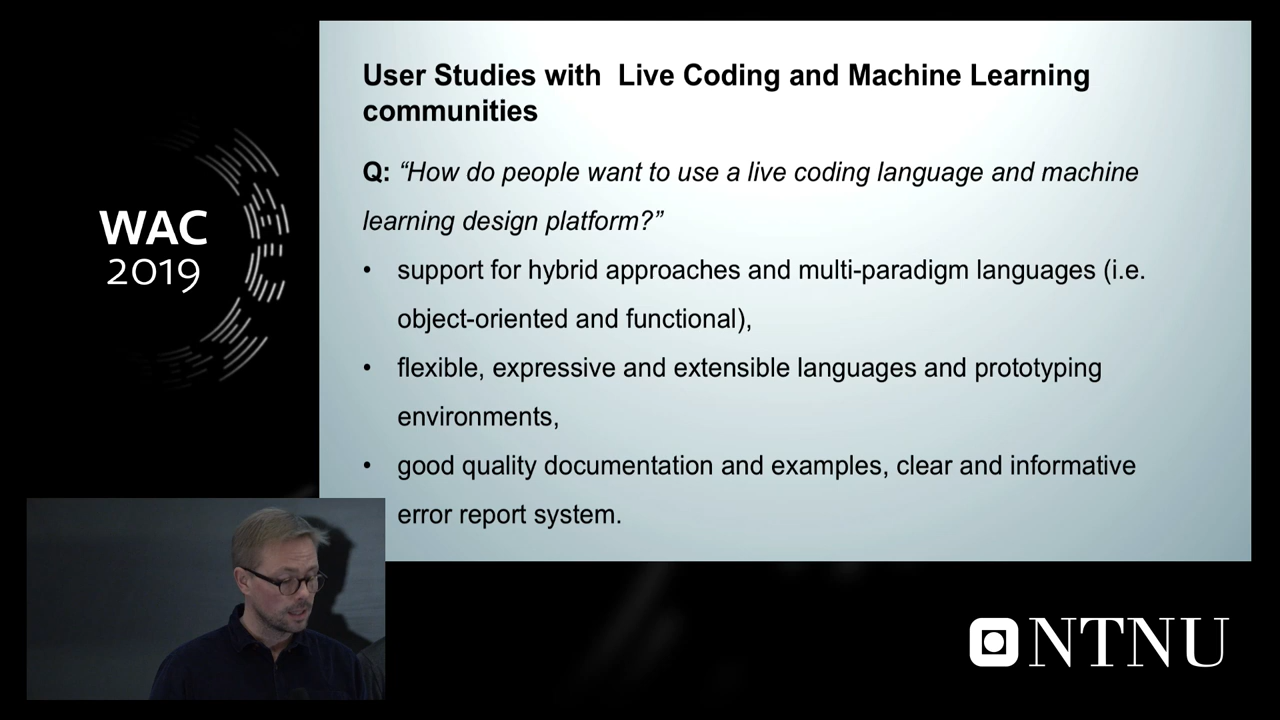 User Studies with Live Coding and Machine Learning
communities
Q: “How do people want to use a live coding language and machine
learning design platform?”
• support for hybrid approaches and multi-paradigm languages (i.e.
object-oriented and functional),
• flexible, expressive and extensible languages and prototyping
environments,
• good quality documentation and examples, clear and informative
error report system.
WAC
2019
NTNU